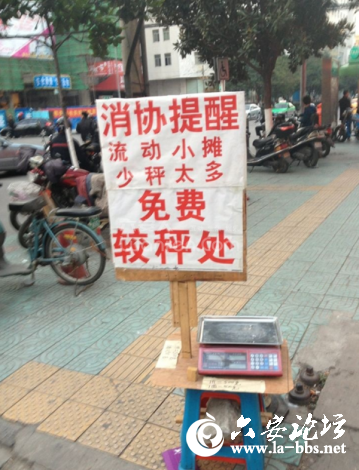 消协提醒
流动小摊
少秤太多
免费
较秤处
六安论坛
www.la-bbs.net